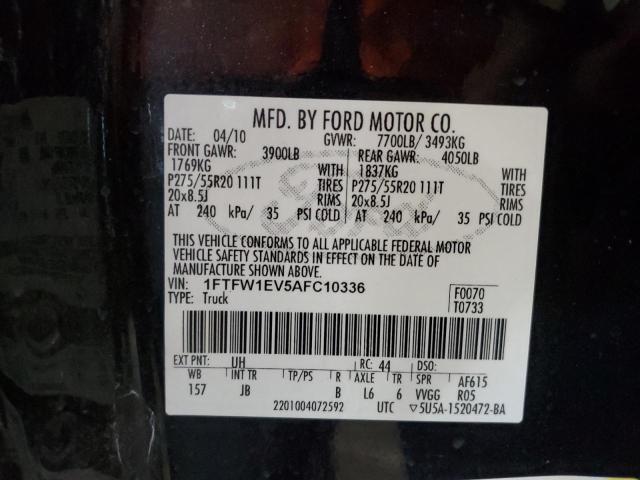 MFD. BY FORD MOTOR CO.
DATE: 04/10 GVWR: 7700LB/ 3493KG
FRONT GAWR: 3900LB REAR GAWR: 4050LB
1769KG WITH 1837KG WITH
P275/55R20 111T TIRES P275/55R20 111T TIRES
20x8.5J RIMS 20x8.5J RIMS
AT 240 kPa/ 35 PSI COLD AT 240 kPa/ 35 PSI COLD
Ford
THIS VEHICLE CONFORMS TO ALL APPLICABLE FEDERAL MOTOR
VEHICLE SAFETY STANDARDS IN EFFECT ON THE DATE OF
MANUFACTURE SHOWN ABOVE.
VIN: 1FTFW1EV5AFC10336 F0070
TYPE: Truck T0733
EXT PNT: UH RC: 44 DSO:
WB INT TR TP/PS R AXLE TR SPR AF615
157 JB B L6 6 VVGG R05
2201004072592 UTC ▽5U5A-1520472-BA